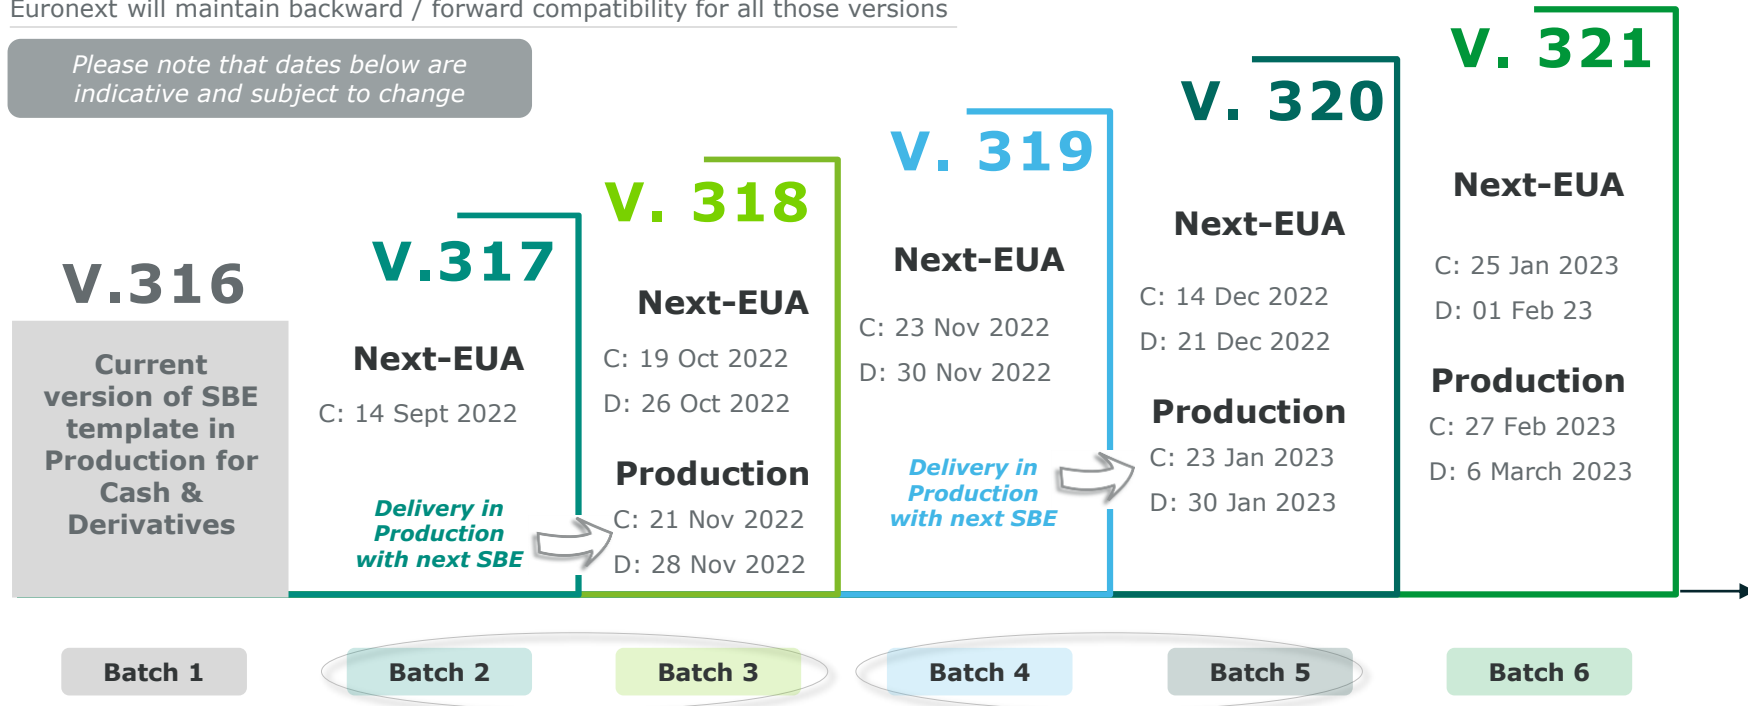 Euronext will maintain backward / forward compatibility for all those versions
Please note that dates below are
indicative and subject to change
V.316
Current
version of SBE
template in
Production for
Cash &
Derivatives
V.317
Next-EUA
C: 14 Sept 2022
Delivery in
Production
with next SBE
V. 318
Next-EUA
C: 19 Oct 2022
D: 26 Oct 2022
Production
C: 21 Nov 2022
D: 28 Nov 2022
V. 319
Next-EUA
C: 23 Nov 2022
D: 30 Nov 2022
Delivery in
Production
with next SBE
V. 320
Next-EUA
C: 14 Dec 2022
D: 21 Dec 2022
Production
C: 23 Jan 2023
D: 30 Jan 2023
V. 321
Next-EUA
C: 25 Jan 2023
D: 01 Feb 23
Production
C: 27 Feb 2023
D: 6 March 2023
Batch 1
Batch 2
Batch 3
Batch 4
Batch 5
Batch 6